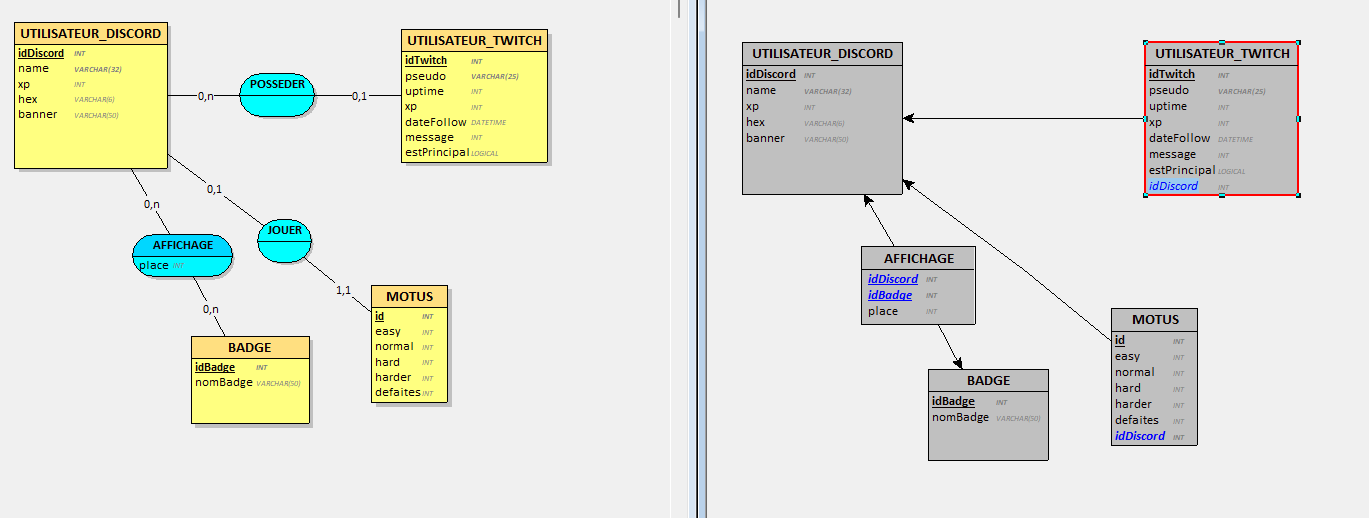 UTILISATEUR_DISCORD
idDiscord INT
name VARCHAR(32)
xp INT
hex VARCHAR(6)
banner VARCHAR(50)
0,n
POSSEDER
0,1
UTILISATEUR_TWITCH
idTwitch INT
pseudo VARCHAR(25)
uptime INT
xp INT
dateFollow DATETIME
message INT
estPrincipal LOGICAL
0,1
JOUER
1,1
0,n
AFFICHAGE
place INT
0,n
MOTUS
id INT
easy INT
normal INT
hard INT
harder INT
defaites INT
BADGE
idBadge INT
nomBadge VARCHAR(50)
UTILISATEUR_DISCORD
idDiscord INT
name VARCHAR(32)
xp INT
hex VARCHAR(6)
banner VARCHAR(50)
UTILISATEUR_TWITCH
idTwitch INT
pseudo VARCHAR(25)
uptime INT
xp INT
dateFollow DATETIME
message INT
estPrincipal LOGICAL
idDiscord INT
AFFICHAGE
idDiscord INT
idBadge INT
place INT
MOTUS
id INT
easy INT
normal INT
hard INT
harder INT
defaites INT
idDiscord INT
BADGE
idBadge INT
nomBadge VARCHAR(50)